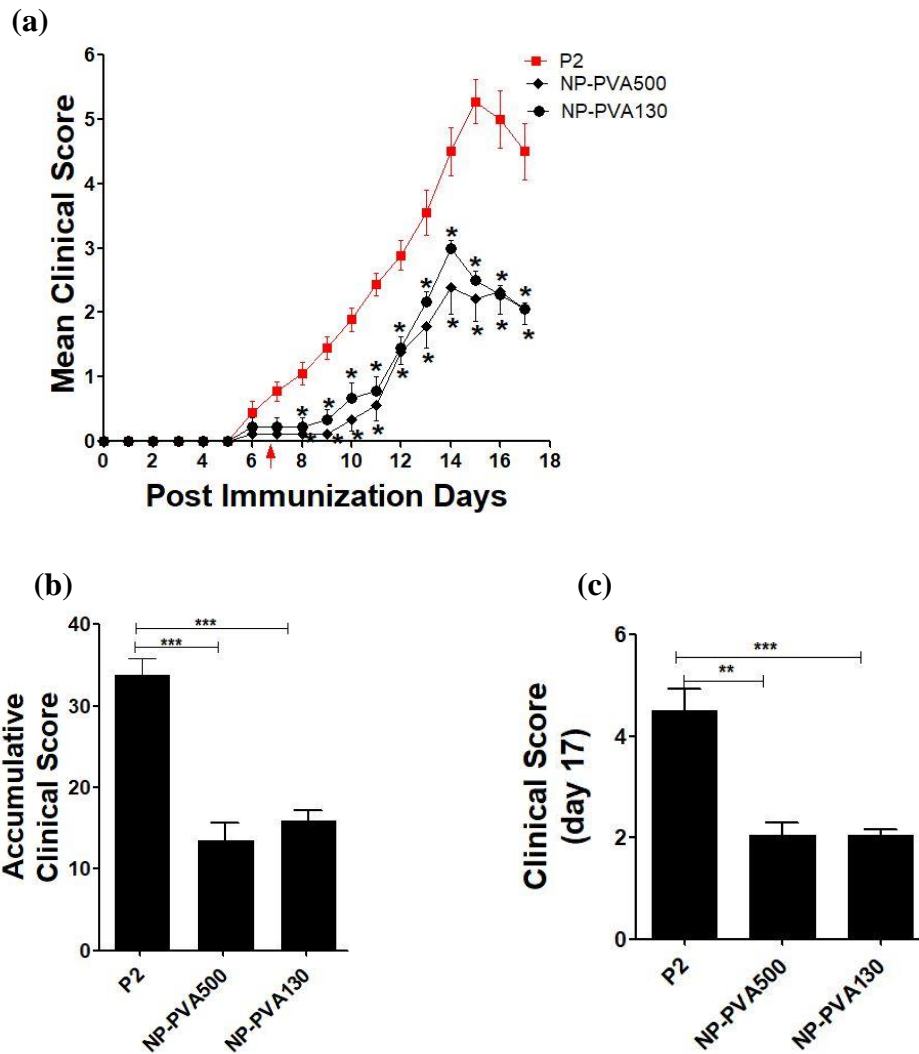 (a)
6
5
4
3
2
1
0
Mean Clinical Score
P2
NP-PVA500
NP-PVA130
* * * * * * * * * *
* * * * * * * * * *
0 2 4 6 8 10 12 14 16 18
Post Immunization Days
(b)
40
30
20
10
0
Accumulative
Clinical Score
***
***
P2
NP-PVA500
NP-PVA130
(c)
6
4
2
0
Clinical Score
(day 17)
***
**
P2
NP-PVA500
NP-PVA130